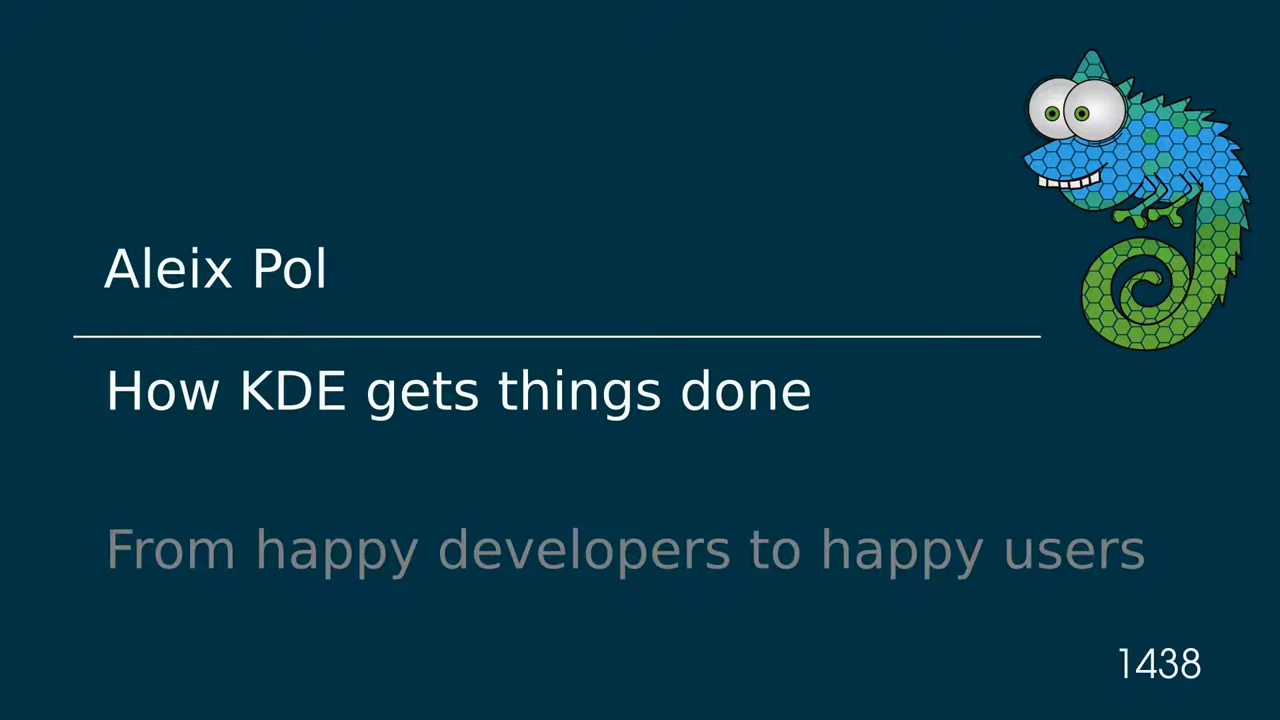 Aleix Pol
How KDE gets things done
From happy developers to happy users
1438